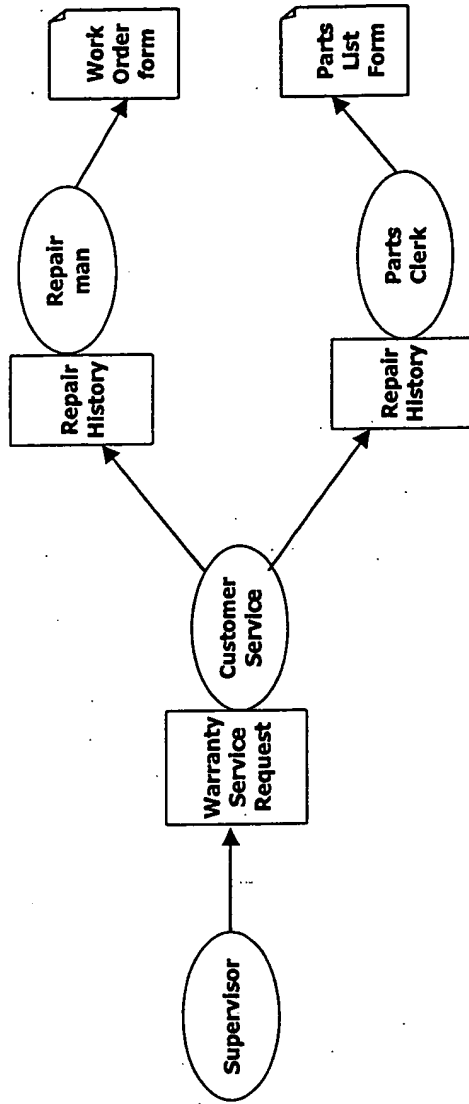 Supervisor
Warranty
Service
Request
Customer
Service
Repair
History
Repair
man
Work
Order
form
Repair
History
Parts
Clerk
Parts
List
Form